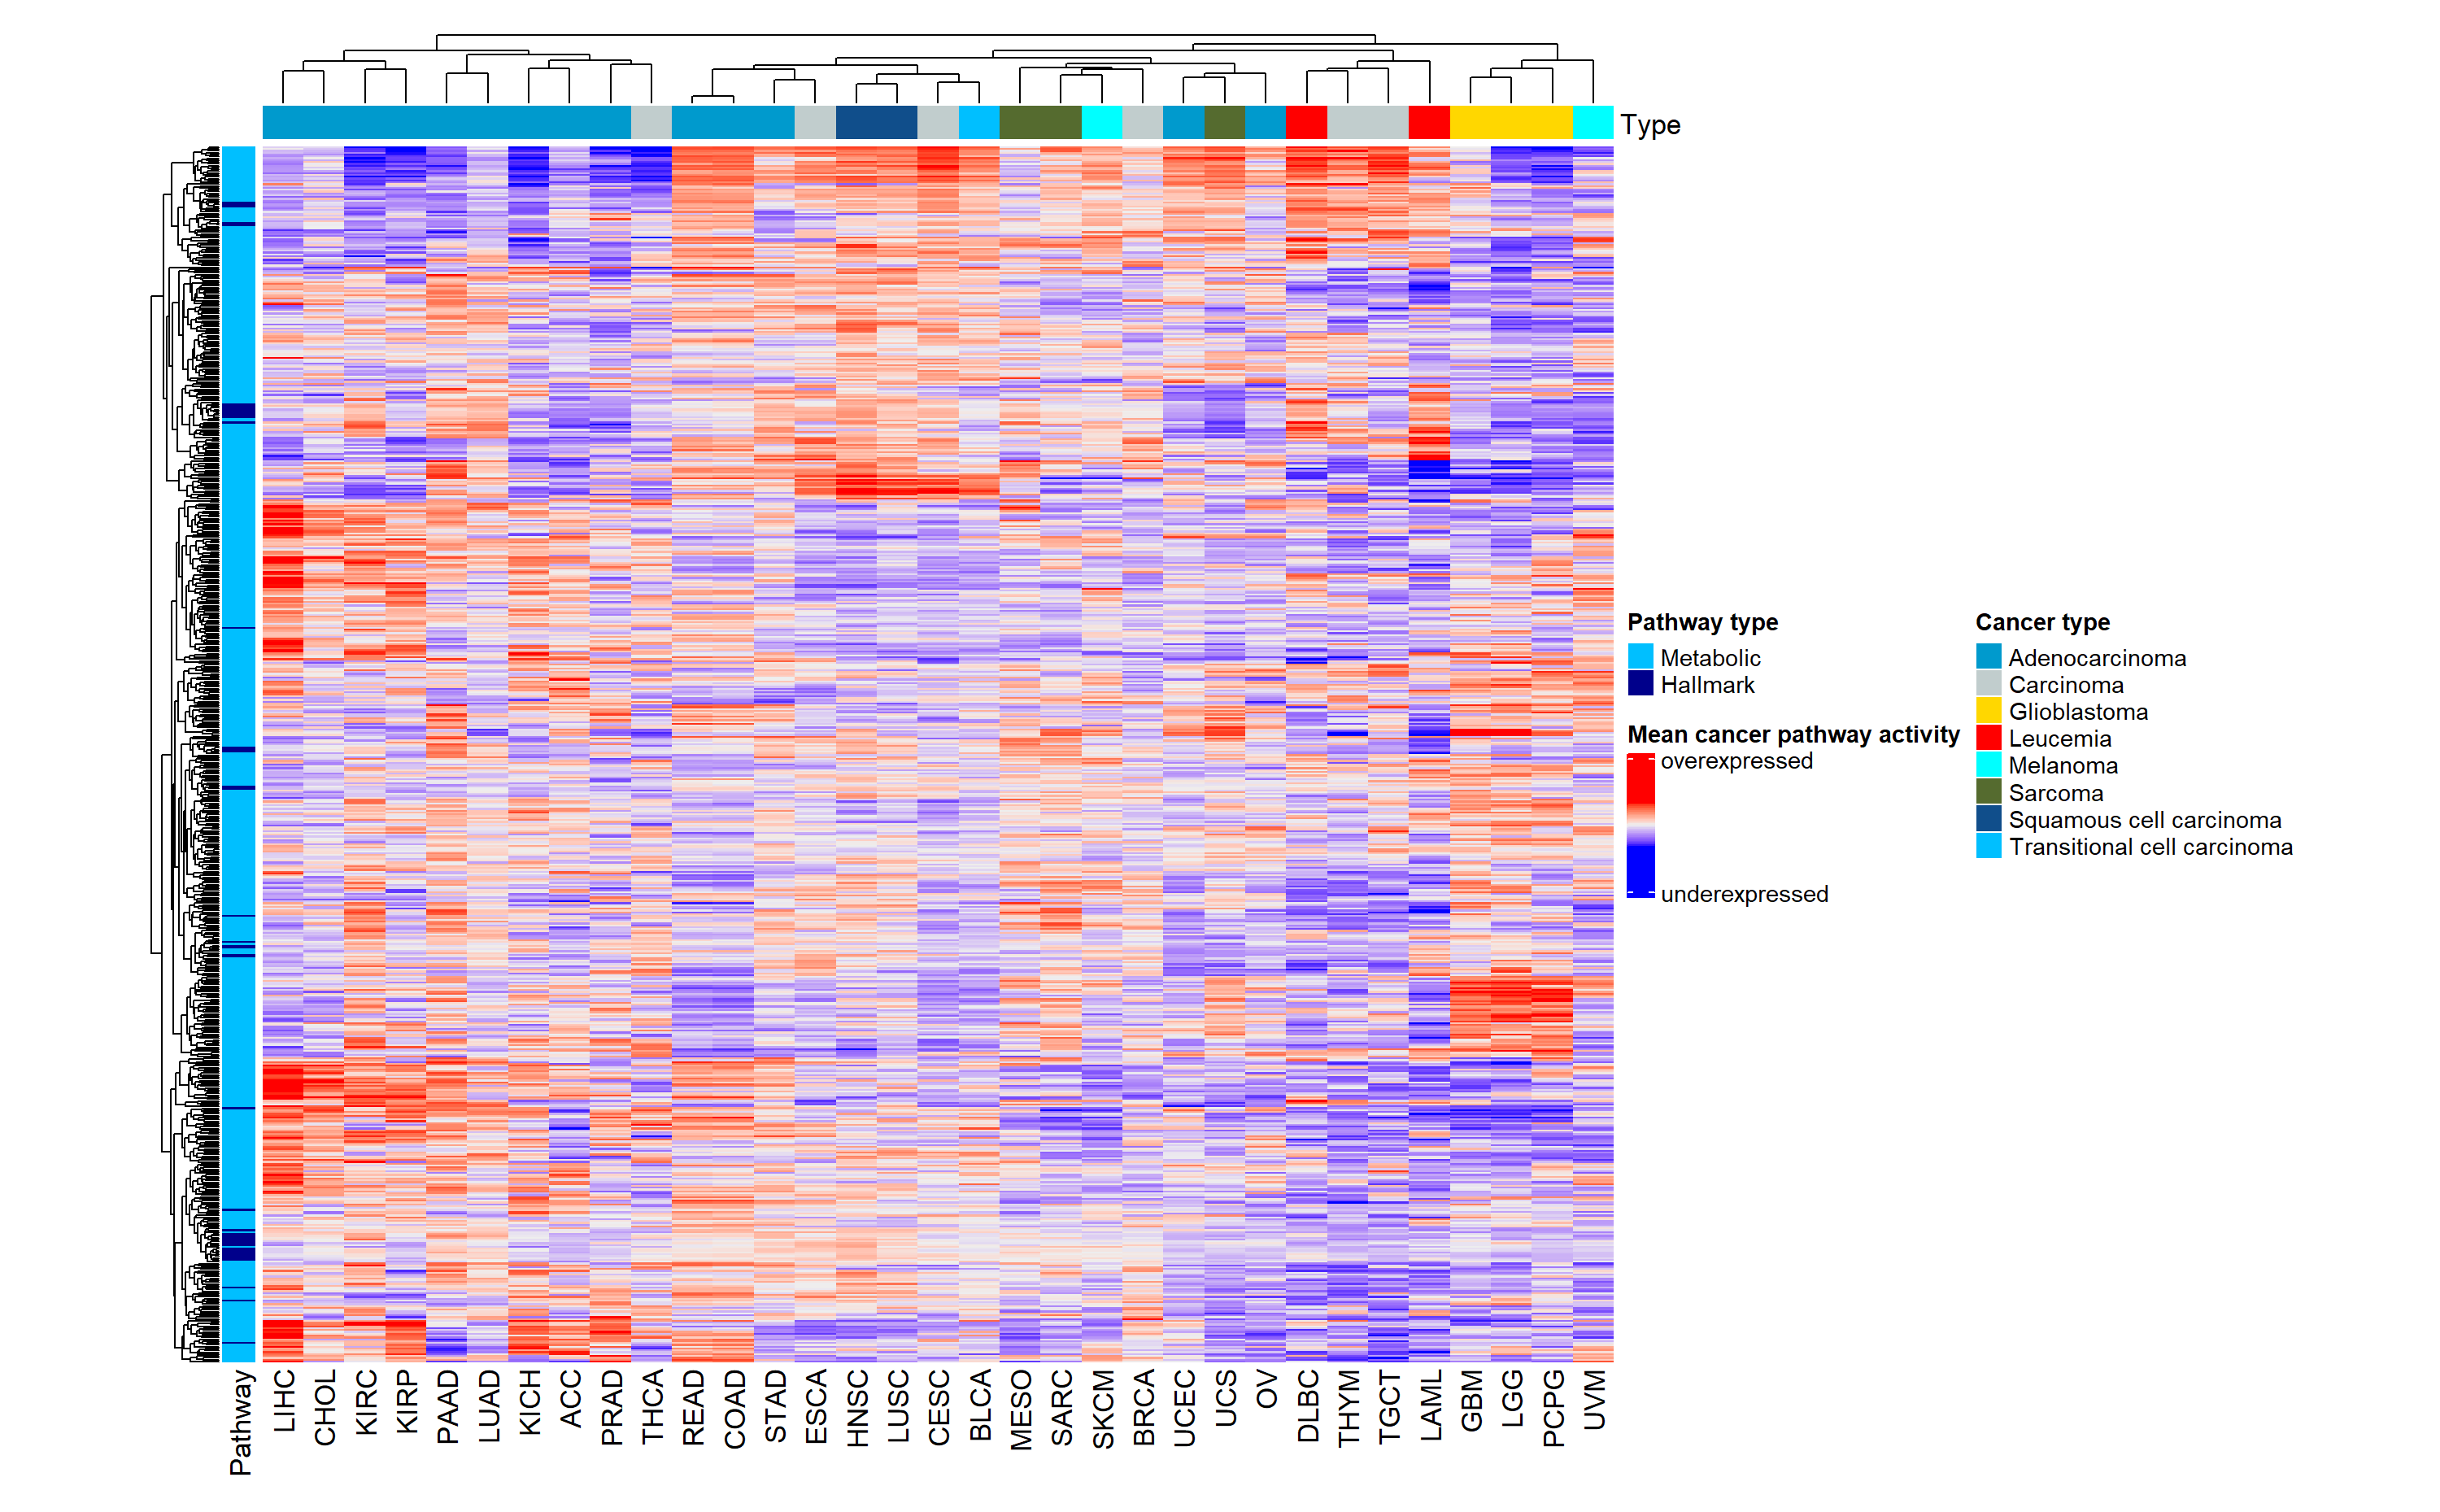 Type
Pathway type
Metabolic
Hallmark
Mean cancer pathway activity
overexpressed
underexpressed
Cancer type
Adenocarcinoma
Carcinoma
Glioblastoma
Leucemia
Melanoma
Sarcoma
Squamous cell carcinoma
Transitional cell carcinoma
Pathway
LIHC
CHOL
KIRC
KIRP
PAAD
LUAD
KICH
ACC
PRAD
THCA
READ
COAD
STAD
ESCA
HNSC
LUSC
CESC
BLCA
MESO
SARC
SKCM
BRCA
UCEC
UCS
OV
DLBC
THYM
TGCT
LAML
GBM
LGG
PCPG
UVM